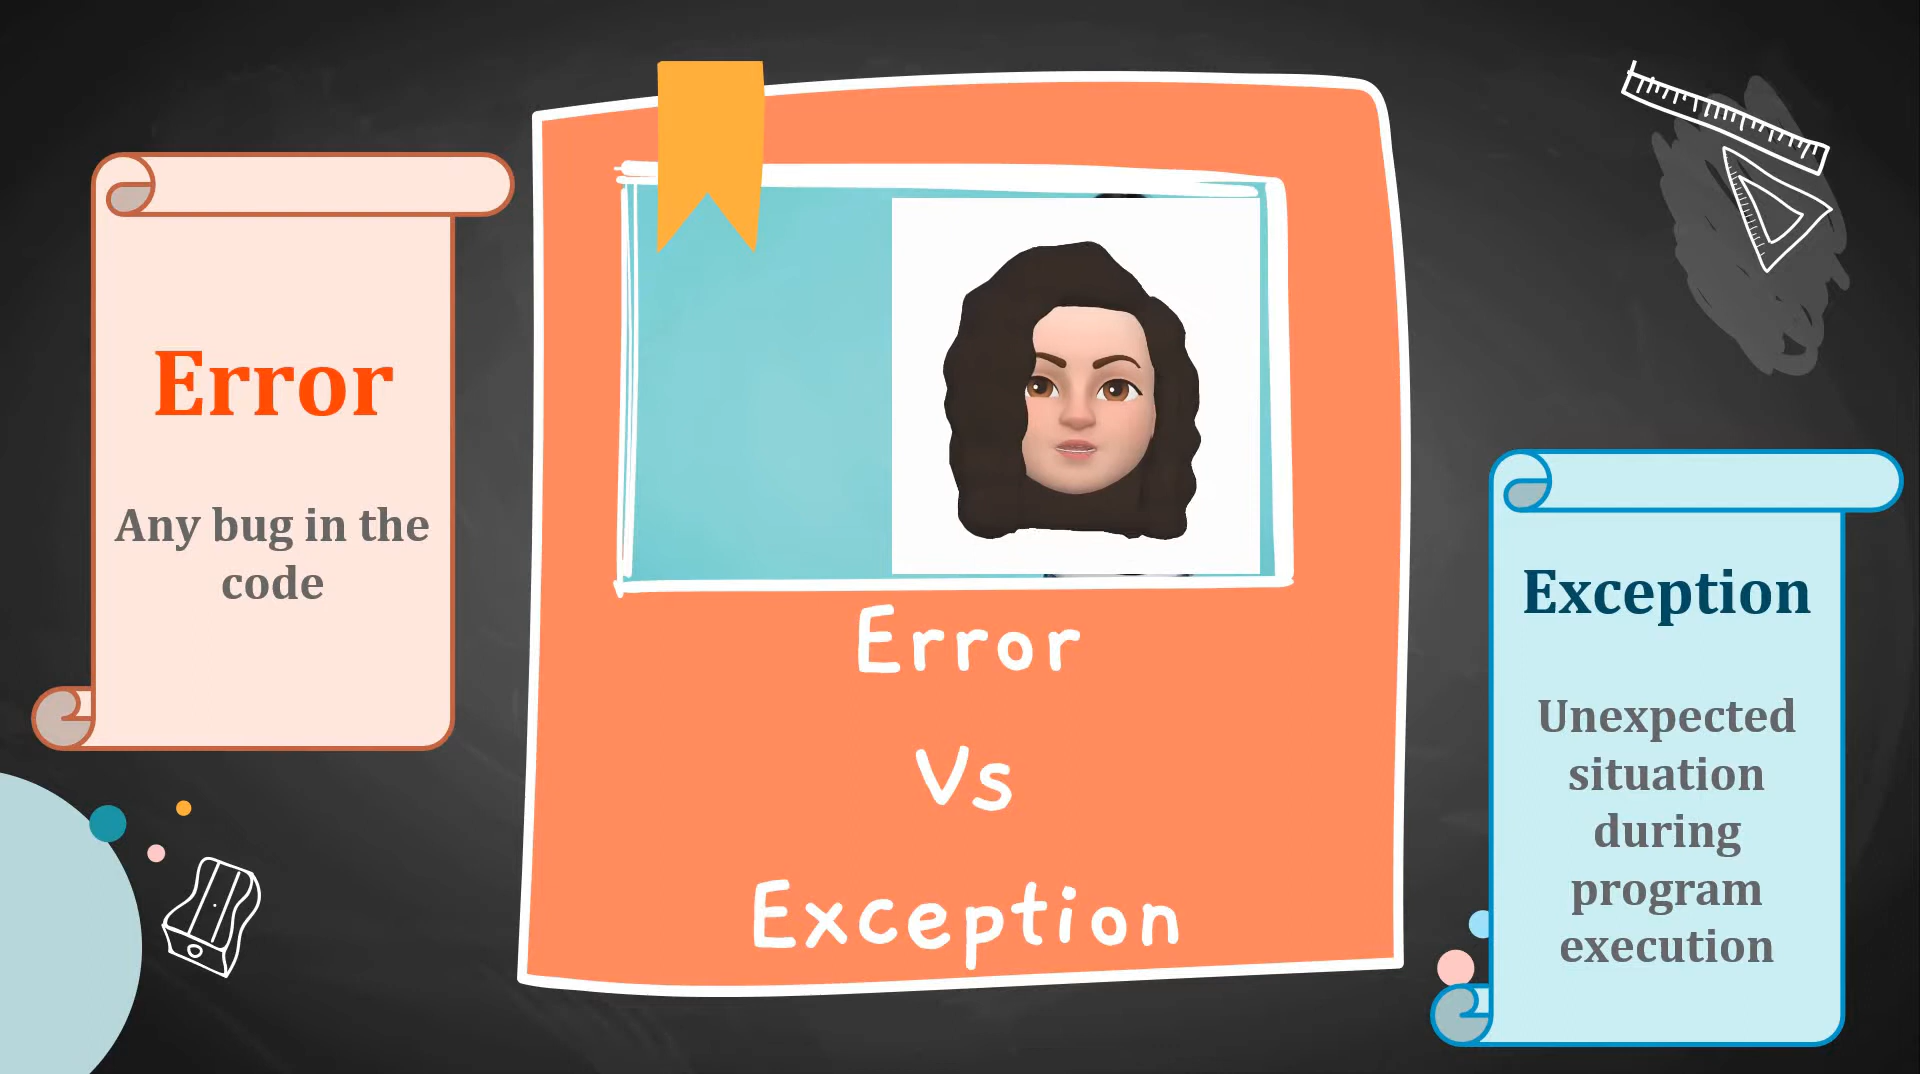 Error
Any bug in the
code
Error
Vs
Exception
Exception
Unexpected
situation
during
program
execution